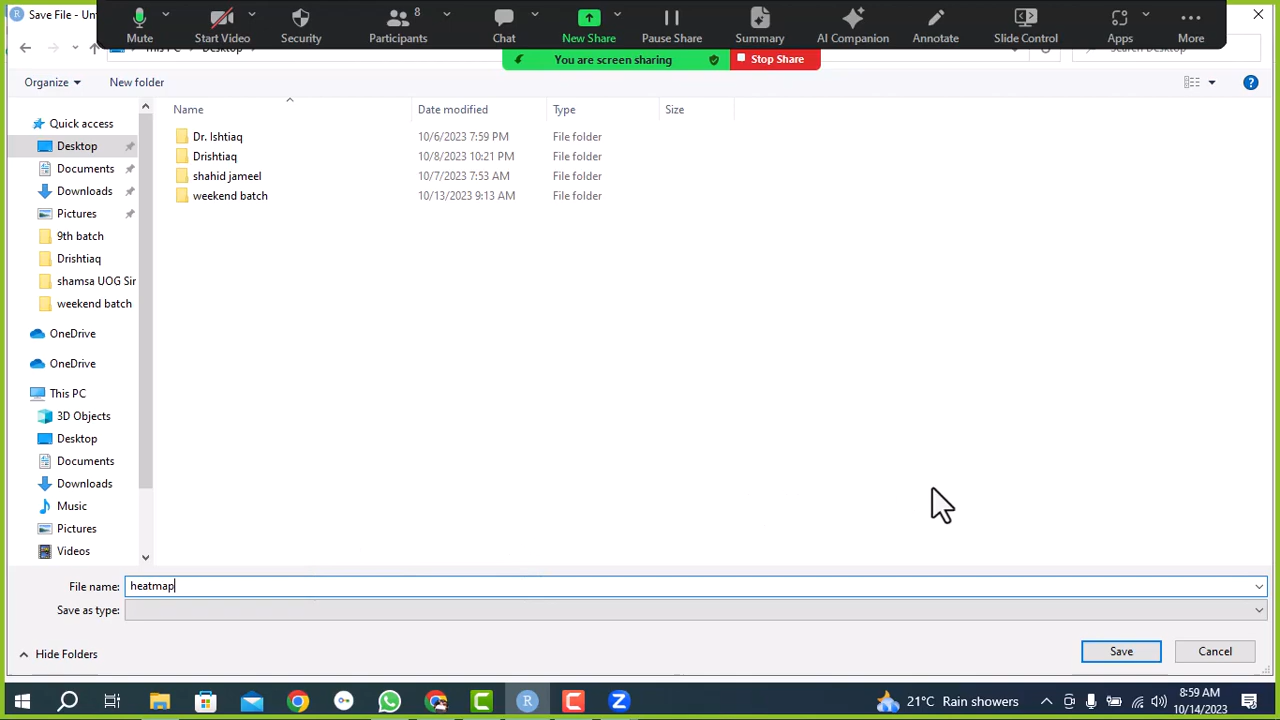 Save File - Unt
Mute
Start Video
Security
Participants
8
Chat
New Share
Pause Share
Summary
AI Companion
Annotate
Slide Control
Apps
More
This PC
Desktop
Search Desktop
You are screen sharing
Stop Share
Organize
New folder
Name
Date modified
Type
Size
Dr. Ishtiaq
10/6/2023 7:59 PM
File folder
Drishtiaq
10/8/2023 10:21 PM
File folder
shahid jameel
10/7/2023 7:53 AM
File folder
weekend batch
10/13/2023 9:13 AM
File folder
Quick access
Desktop
Documents
Downloads
Pictures
9th batch
Drishtiaq
shamsa UOG Sir
weekend batch
OneDrive
OneDrive
This PC
3D Objects
Desktop
Documents
Downloads
Music
Pictures
Videos
File name:
heatmap
Save as type:
Hide Folders
Save
Cancel
21°C Rain showers
8:59 AM
10/14/2023